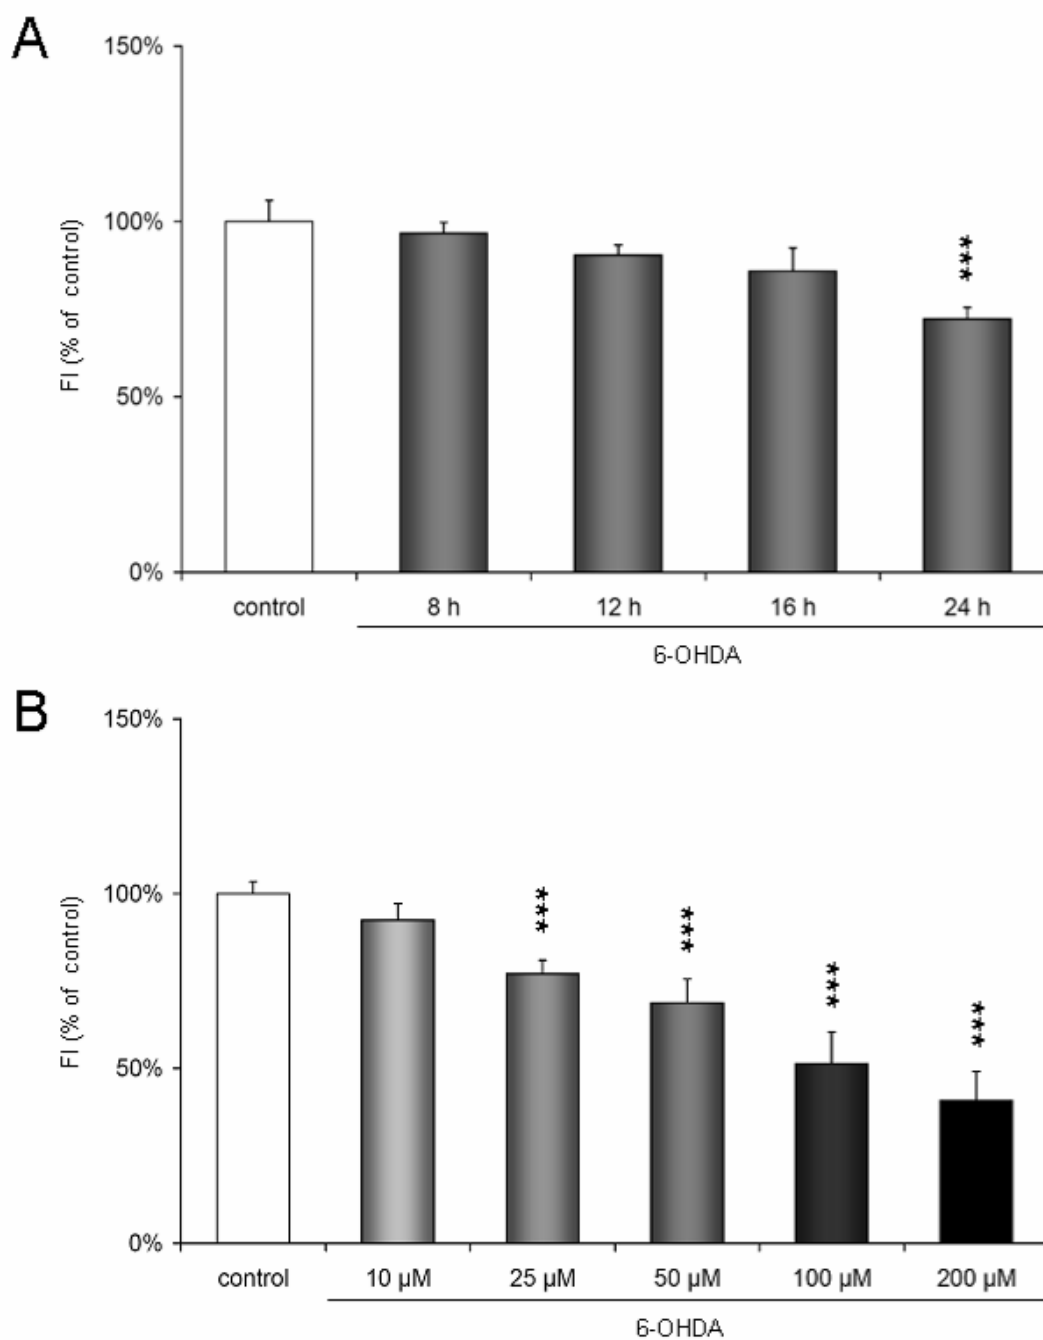 A
150%
100%
50%
0%
FI (% of control)
***
control 8 h 12 h 16 h 24 h
6-OHDA
B
150%
100%
50%
0%
FI (% of control)
*** *** *** ***
control 10 µM 25 µM 50 µM 100 µM 200 µM
6-OHDA